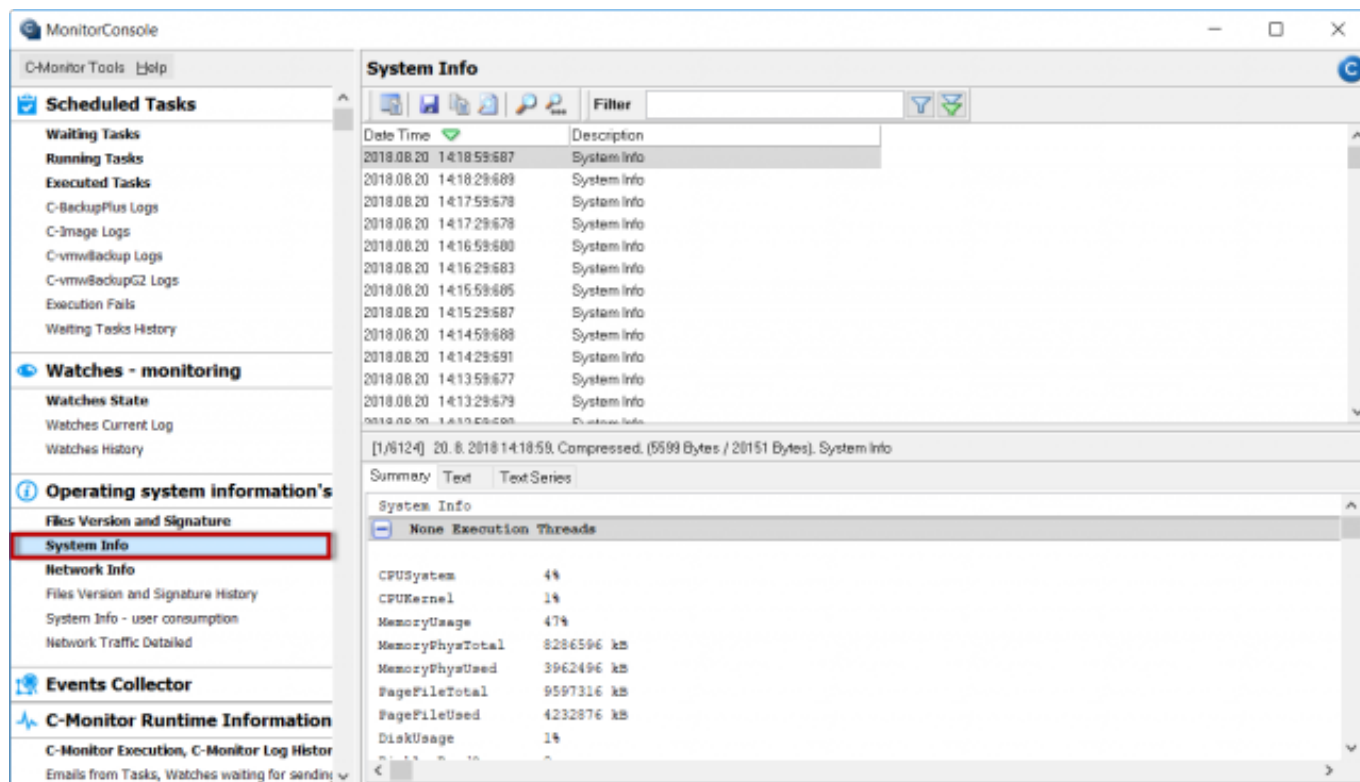 MonitorConsole
C-Monitor Tools Help
Scheduled Tasks
Waiting Tasks
Running Tasks
Executed Tasks
C-BackupPlus Logs
C-Image Logs
C-vmwBackup Logs
C-vmwBackupG2 Logs
Execution Fails
Waiting Tasks History
Watches - monitoring
Watches State
Watches Current Log
Watches History
Operating system information's
Files Version and Signature
System Info
Network Info
Files Version and Signature History
System Info - user consumption
Network Traffic Detailed
Events Collector
C-Monitor Runtime Information
C-Monitor Execution, C-Monitor Log Histor
Emails from Tasks, Watches waiting for sending
System Info
Filter
Date Time Description
2018.08.20 14:18:59:687 System Info
2018.08.20 14:18:29:689 System Info
2018.08.20 14:17:59:678 System Info
2018.08.20 14:17:29:678 System Info
2018.08.20 14:16:59:680 System Info
2018.08.20 14:16:29:683 System Info
2018.08.20 14:15:59:685 System Info
2018.08.20 14:15:29:687 System Info
2018.08.20 14:14:59:688 System Info
2018.08.20 14:14:29:691 System Info
2018.08.20 14:13:59:677 System Info
2018.08.20 14:13:29:679 System Info
2018.08.20 14:12:59:680 System Info
[1/6124] 20. 8. 2018 14:18:59, Compressed, (5599 Bytes / 20151 Bytes), System Info
Summary Text Text Series
System Info
None Execution Threads
CPUSystem 4%
CPUKernel 1%
MemoryUsage 47%
MemoryPhysTotal 8286596 kB
MemoryPhysUsed 3962496 kB
PageFileTotal 9597316 kB
PageFileUsed 4232876 kB
DiskUsage 1%